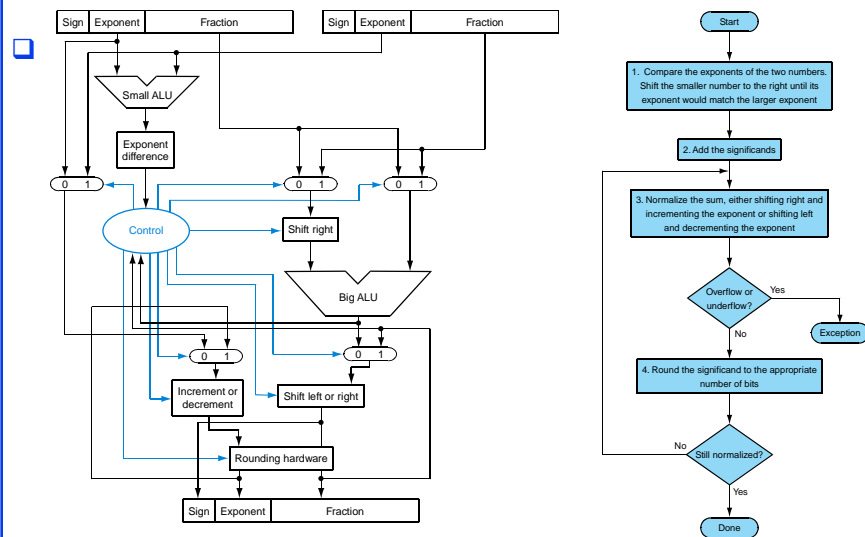 Sign Exponent Fraction
Sign Exponent Fraction
Small ALU
Exponent
difference
0 1
0 1
0 1
Control
Shift right
Big ALU
0 1
0 1
Increment or
decrement
Shift left or right
Rounding hardware
Sign Exponent Fraction
Start
1. Compare the exponents of the two numbers.
Shift the smaller number to the right until its
exponent would match the larger exponent
2. Add the significands
3. Normalize the sum, either shifting right and
incrementing the exponent or shifting left
and decrementing the exponent
Overflow or
underflow?
Yes
No
Exception
4. Round the significand to the appropriate
number of bits
No
Still normalized?
Yes
Done